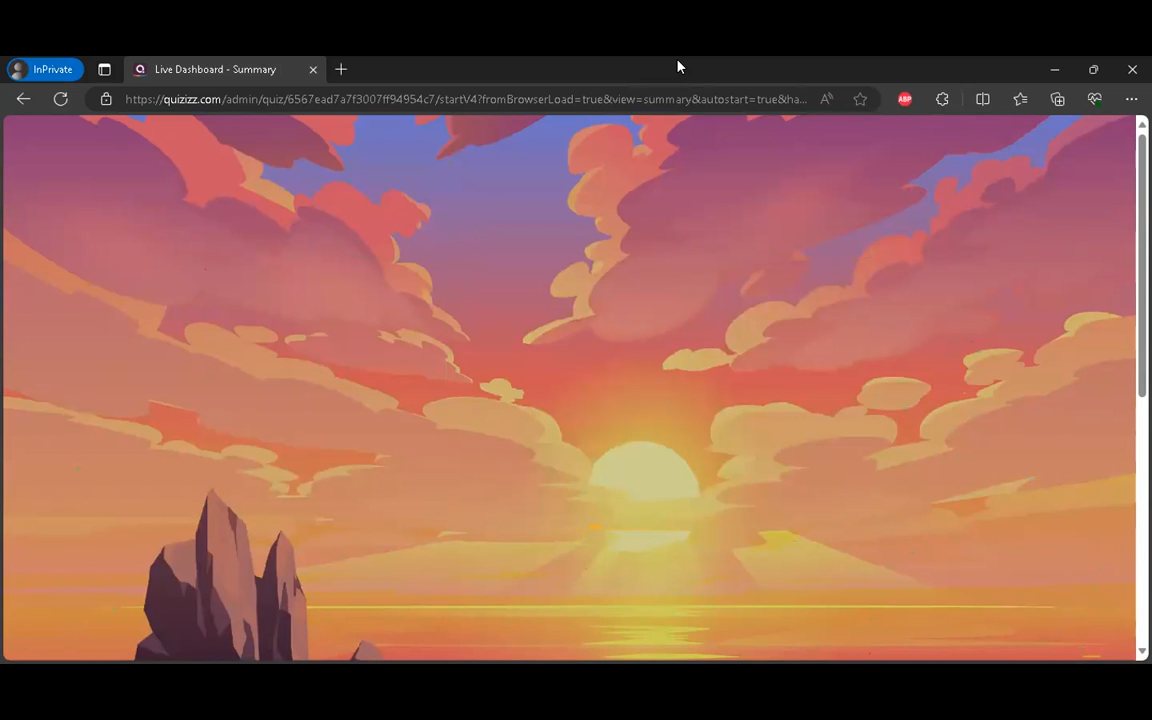 InPrivate
Live Dashboard - Summary
https://quizizz.com/admin/quiz/6567ead7a7f3007ff94954c7/startV4?fromBrowserLoad=true&view=summary&autostart=true&ha...
ABP